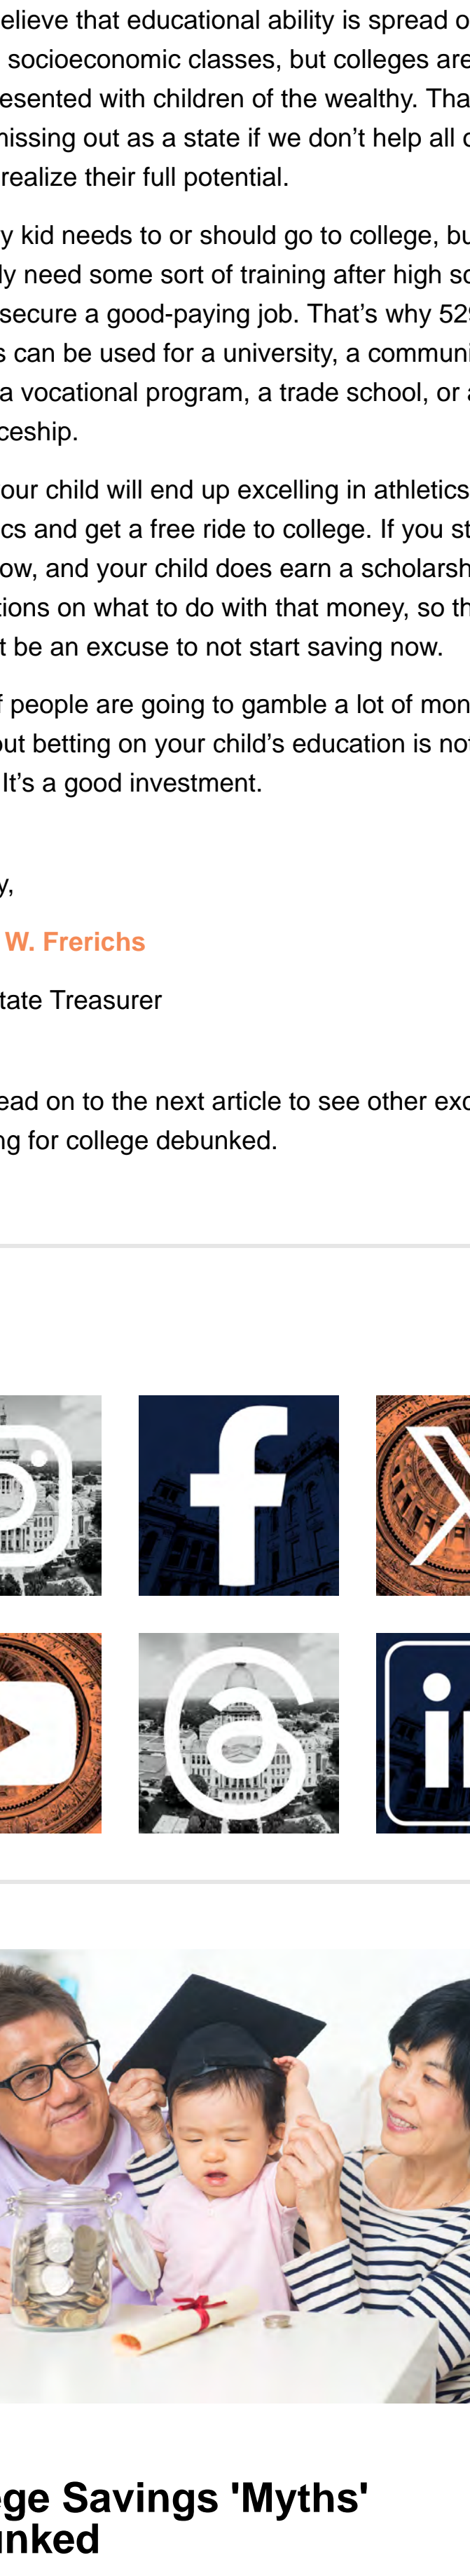 elieve that educational ability is spread o
socioeconomic classes, but colleges are
esented with children of the wealthy. Tha
nissing out as a state if we don’t help all c
realize their full potential.
y kid needs to or should go to college, bu
ly need some sort of training after high sc
secure a good-paying job. That’s why 529
s can be used for a university, a communi
a vocational program, a trade school, or a
ceship.
our child will end up excelling in athletics
cs and get a free ride to college. If you st
ow, and your child does earn a scholarsh
tions on what to do with that money, so th
t be an excuse to not start saving now.
f people are going to gamble a lot of mon
out betting on your child’s education is not
It’s a good investment.
y,
W. Frerichs
tate Treasurer
ead on to the next article to see other exc
ng for college debunked.
ege Savings 'Myths'
unked